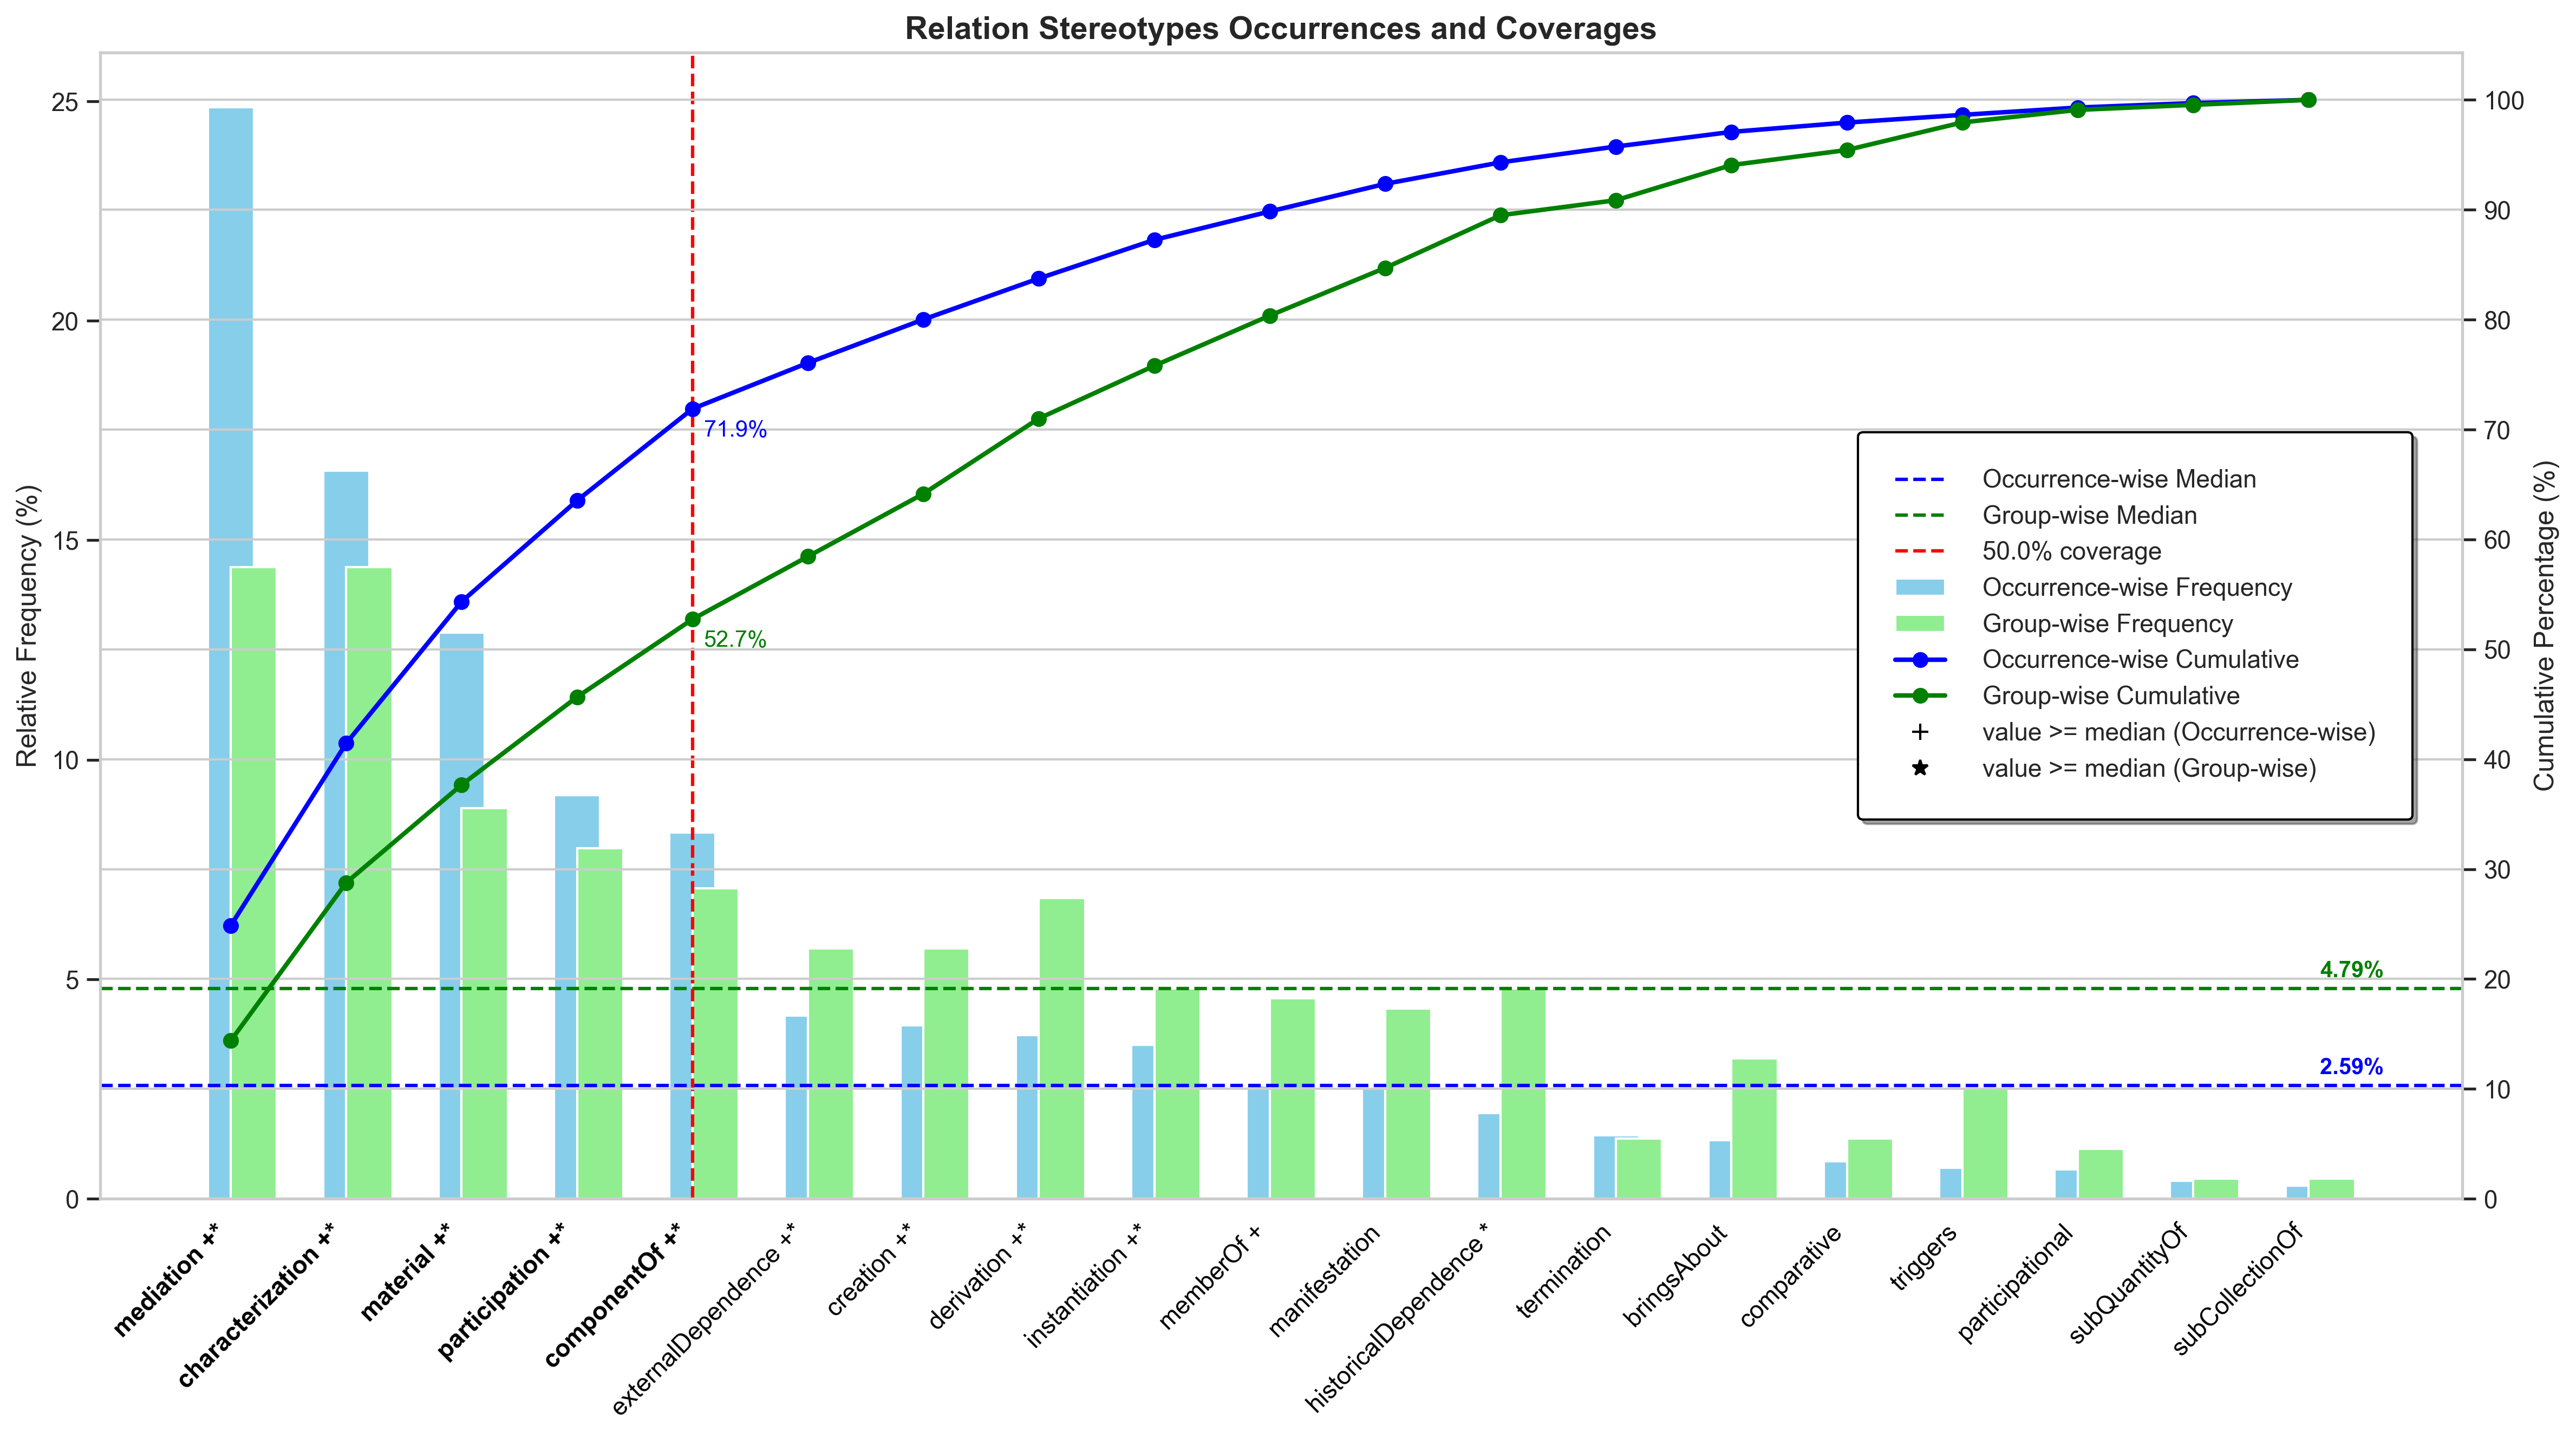 Relation Stereotypes Occurrences and Coverages
Relative Frequency (%)
25
20
15
10
5
0
100
90
80
70
60
50
40
30
20
10
0
Cumulative Percentage (%)
71.9%
52.7%
4.79%
2.59%
Occurrence-wise Median
Group-wise Median
50.0% coverage
Occurrence-wise Frequency
Group-wise Frequency
Occurrence-wise Cumulative
Group-wise Cumulative
value >= median (Occurrence-wise)
value >= median (Group-wise)
mediation +*
characterization +*
material +*
participation +*
componentOf +*
externalDependence +*
creation +*
derivation +*
instantiation +*
memberOf +
manifestation
historicalDependence *
termination
bringsAbout
comparative
triggers
participational
subQuantityOf
subCollectionOf